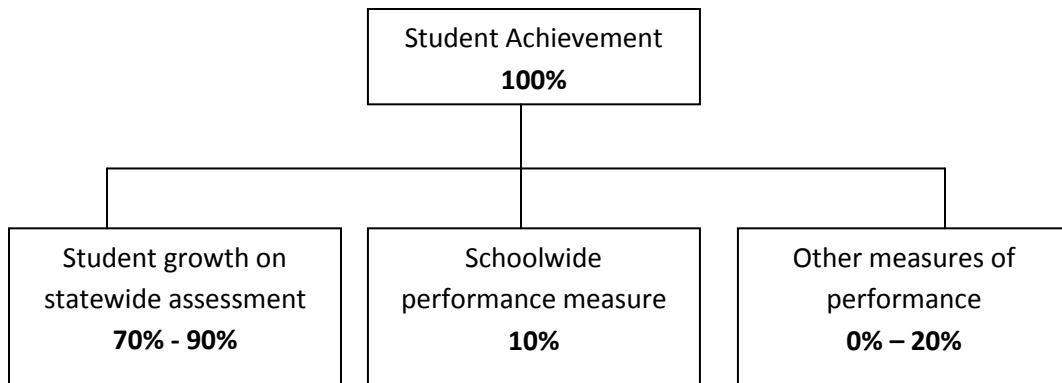 Student Achievement
100%
Student growth on
statewide assessment
70% - 90%
Schoolwide
performance measure
10%
Other measures of
performance
0% – 20%